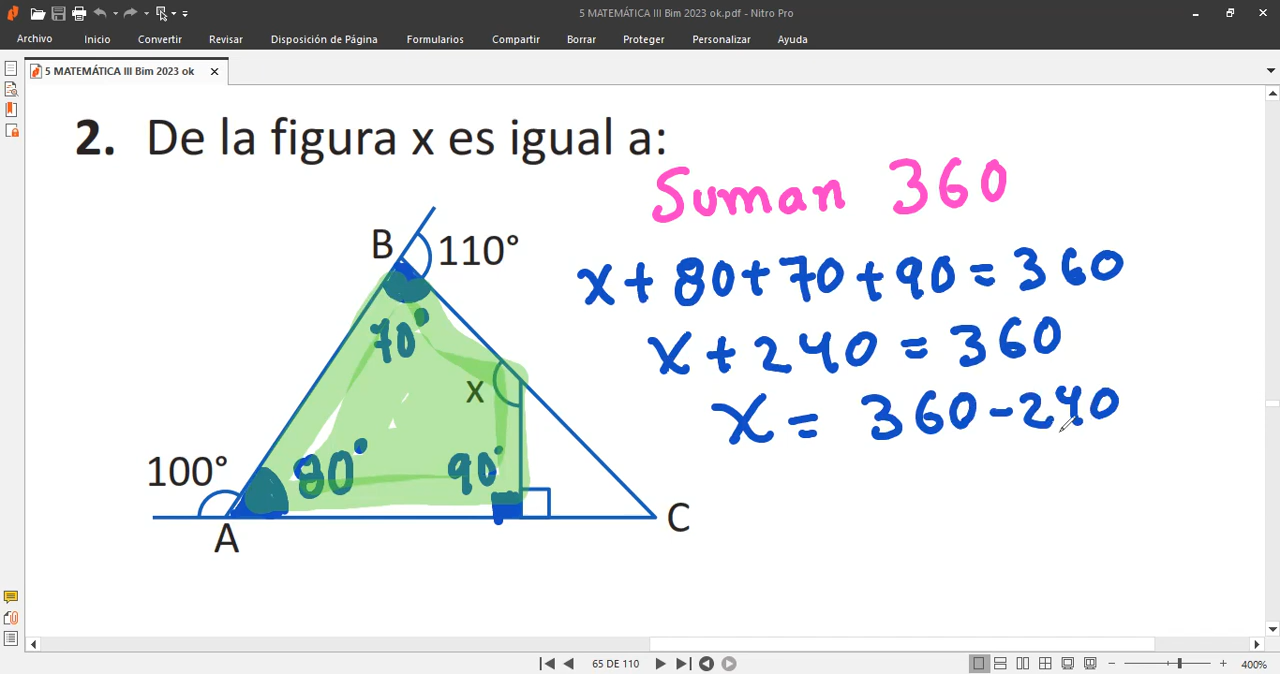 5 MATEMÁTICA III Bim 2023 ok.pdf - Nitro Pro
Archivo Inicio Convertir Revisar Disposición de Página Formularios Compartir Borrar Proteger Personalizar Ayuda
5 MATEMÁTICA III Bim 2023 ok
2. De la figura x es igual a:
Suman 360
B 110°
x + 80 + 70 + 90 = 360
70°
x + 240 = 360
x
x = 360 - 240
100° 80° 90°
A C
65 DE 110
400%